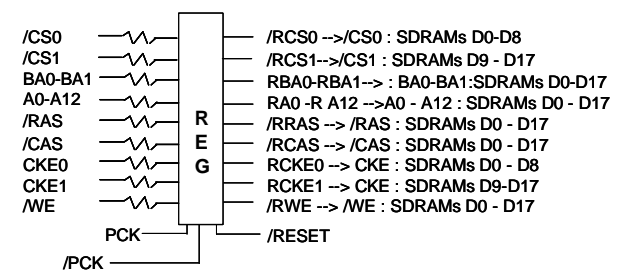 /CS0 /RCS0 -->/CS0 : SDRAMs D0-D8
/CS1 /RCS1-->/CS1 : SDRAMs D9 - D17
BA0-BA1 RBA0-RBA1--> : BA0-BA1:SDRAMs D0-D17
A0-A12 RA0 -R A12 -->A0 - A12 : SDRAMs D0 - D17
/RAS /RRAS --> /RAS : SDRAMs D0 - D17
/CAS /RCAS --> /CAS : SDRAMs D0 - D17
CKE0 RCKE0 --> CKE : SDRAMs D0 - D8
CKE1 RCKE1 --> CKE : SDRAMs D9-D17
/WE /RWE --> /WE : SDRAMs D0 - D17
R
E
G
PCK /RESET
/PCK